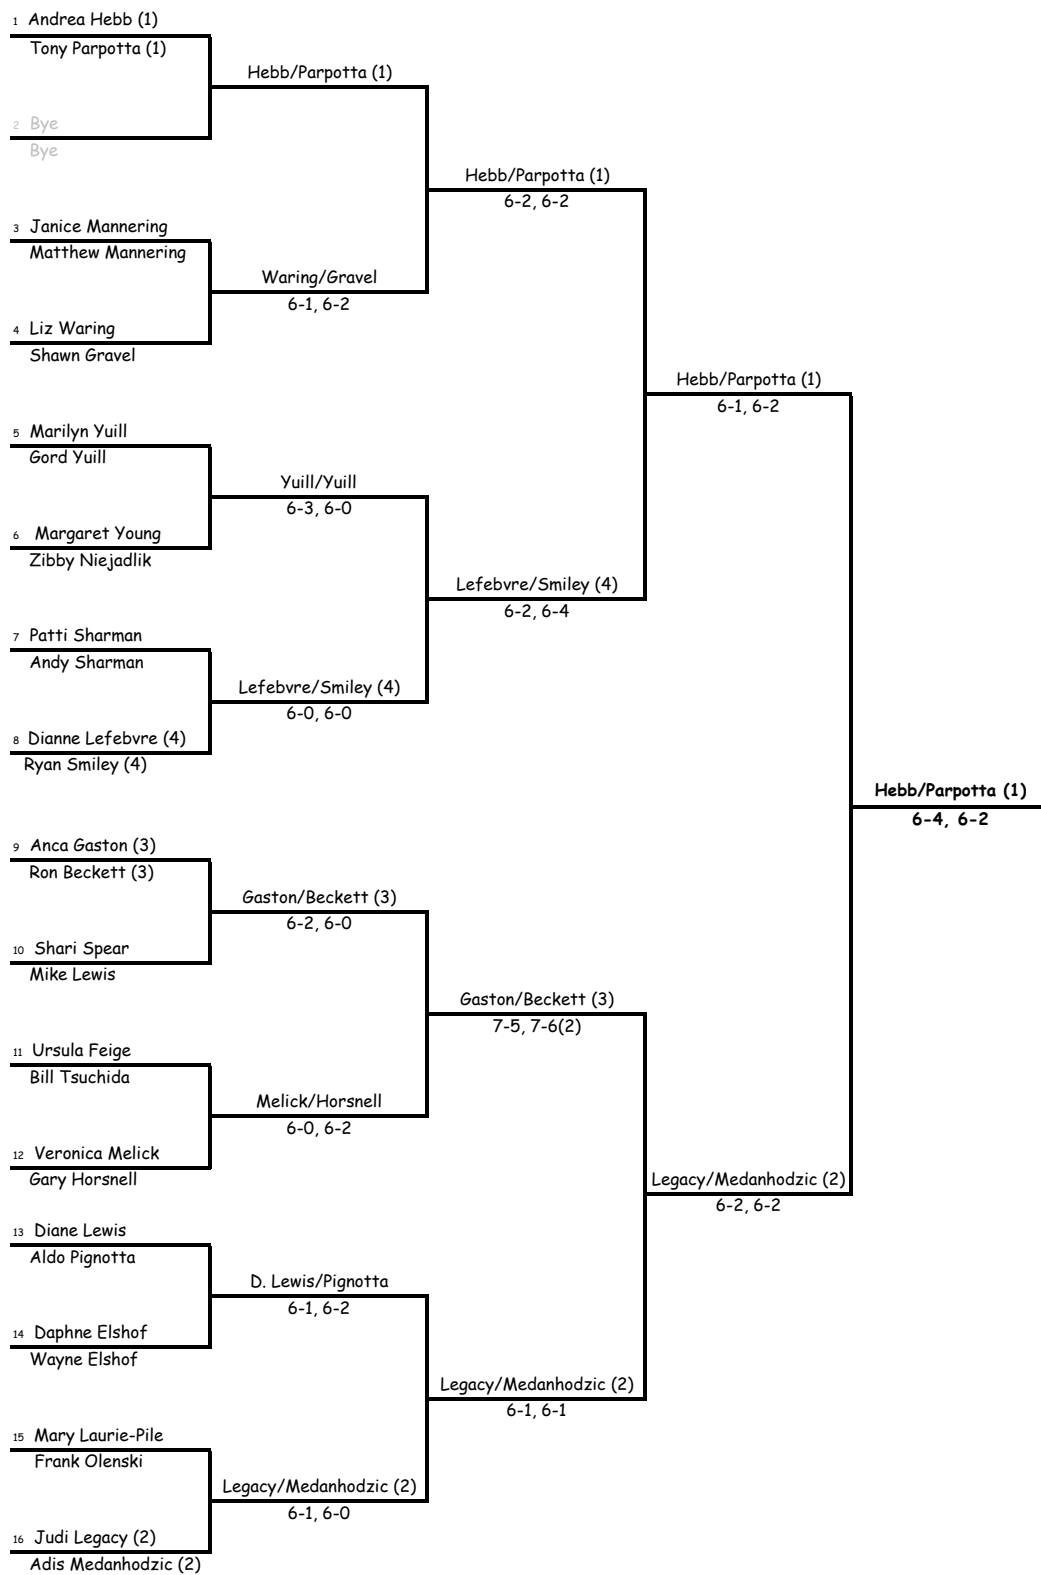 1 Andrea Hebb (1)
Tony Parpotta (1)
Hebb/Parpotta (1)
2 Bye
Bye
Hebb/Parpotta (1)
6-2, 6-2
3 Janice Mannering
Matthew Mannering
Waring/Gravel
6-1, 6-2
4 Liz Waring
Shawn Gravel
Hebb/Parpotta (1)
6-1, 6-2
5 Marilyn Yuill
Gord Yuill
Yuill/Yuill
6-3, 6-0
6 Margaret Young
Zibby Niejadlik
Lefebvre/Smiley (4)
6-2, 6-4
7 Patti Sharman
Andy Sharman
Lefebvre/Smiley (4)
6-0, 6-0
8 Dianne Lefebvre (4)
Ryan Smiley (4)
Hebb/Parpotta (1)
6-4, 6-2
9 Anca Gaston (3)
Ron Beckett (3)
Gaston/Beckett (3)
6-2, 6-0
10 Shari Spear
Mike Lewis
Gaston/Beckett (3)
7-5, 7-6(2)
11 Ursula Feige
Bill Tsuchida
Melick/Horsnell
6-0, 6-2
12 Veronica Melick
Gary Horsnell
Legacy/Medanhodzic (2)
6-2, 6-2
13 Diane Lewis
Aldo Pignotta
D. Lewis/Pignotta
6-1, 6-2
14 Daphne Elshof
Wayne Elshof
Legacy/Medanhodzic (2)
6-1, 6-1
15 Mary Laurie-Pile
Frank Olenski
Legacy/Medanhodzic (2)
6-1, 6-0
16 Judi Legacy (2)
Adis Medanhodzic (2)